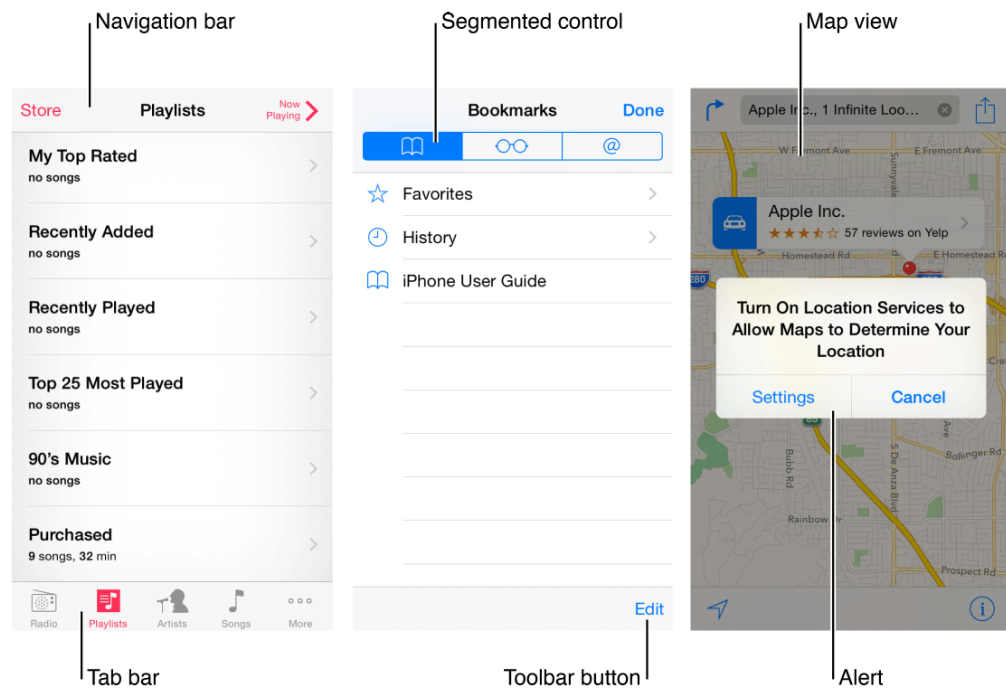 Navigation bar
Segmented control
Map view
Store
Playlists
Now
Playing
My Top Rated
no songs
Recently Added
no songs
Recently Played
no songs
Top 25 Most Played
no songs
90's Music
no songs
Purchased
9 songs, 32 min
Radio
Playlists
Artists
Songs
More
Bookmarks
Done
@
Favorites
History
iPhone User Guide
Edit
Apple Inc., 1 Infinite Loo...
W Fremont Ave
E Fremont Ave
Sunnyvale
Apple Inc.
57 reviews on Yelp
Homestead Rd
E Homestead Rd
280
280
Turn On Location Services to
Allow Maps to Determine Your
Location
Settings
Cancel
85
Bubb Rd
S De Anza Blvd
Ave
Bollinger Rd
Rainbow Dr
Prospect Rd
i
Tab bar
Toolbar button
Alert